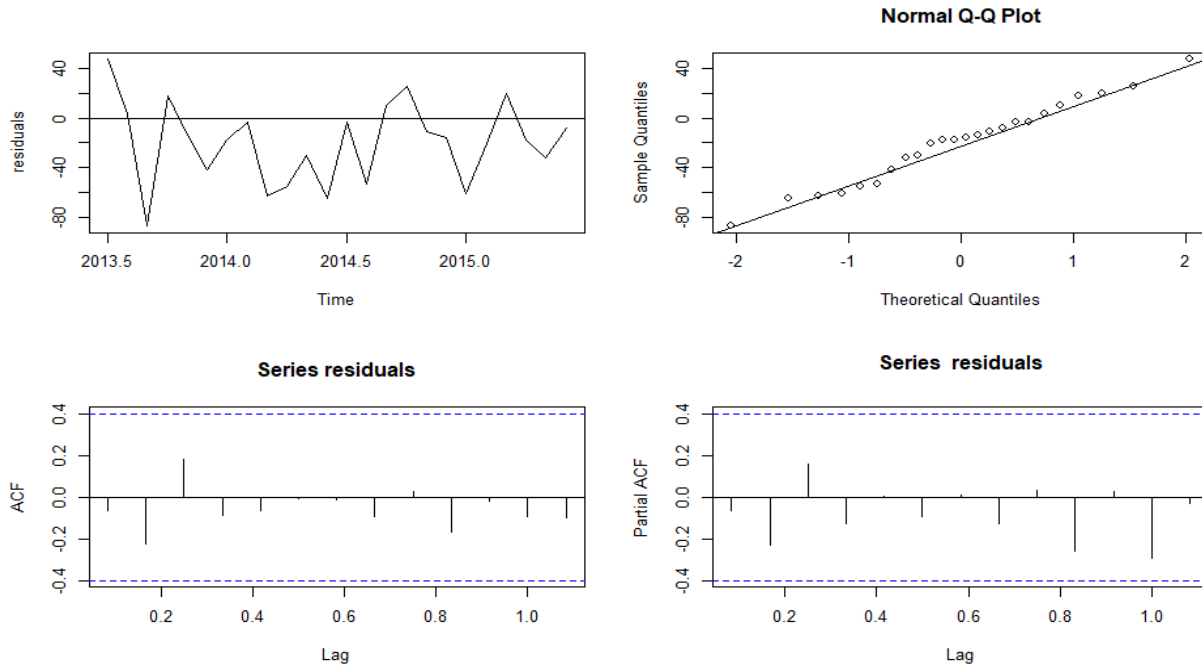 residuals
40
0
-40
-80
2013.5 2014.0 2014.5 2015.0
Time
Normal Q-Q Plot
Sample Quantiles
40
0
-40
-80
-2 -1 0 1 2
Theoretical Quantiles
Series residuals
ACF
0.4
0.2
0.0
-0.2
-0.4
0.2 0.4 0.6 0.8 1.0
Lag
Series residuals
Partial ACF
0.4
0.2
0.0
-0.2
-0.4
0.2 0.4 0.6 0.8 1.0
Lag